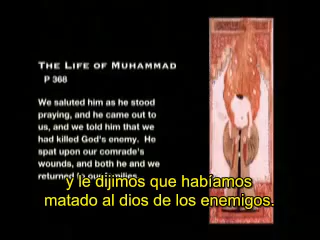 THE LIFE OF MUHAMMAD
P 368
We saluted him as he stood
praying, and he came out to
us, and we told him that we
had killed God's enemy. He
spat upon our comrade's
wounds, and both he and we
returned to our families.
y le dijimos que habíamos
matado al dios de los enemigos.